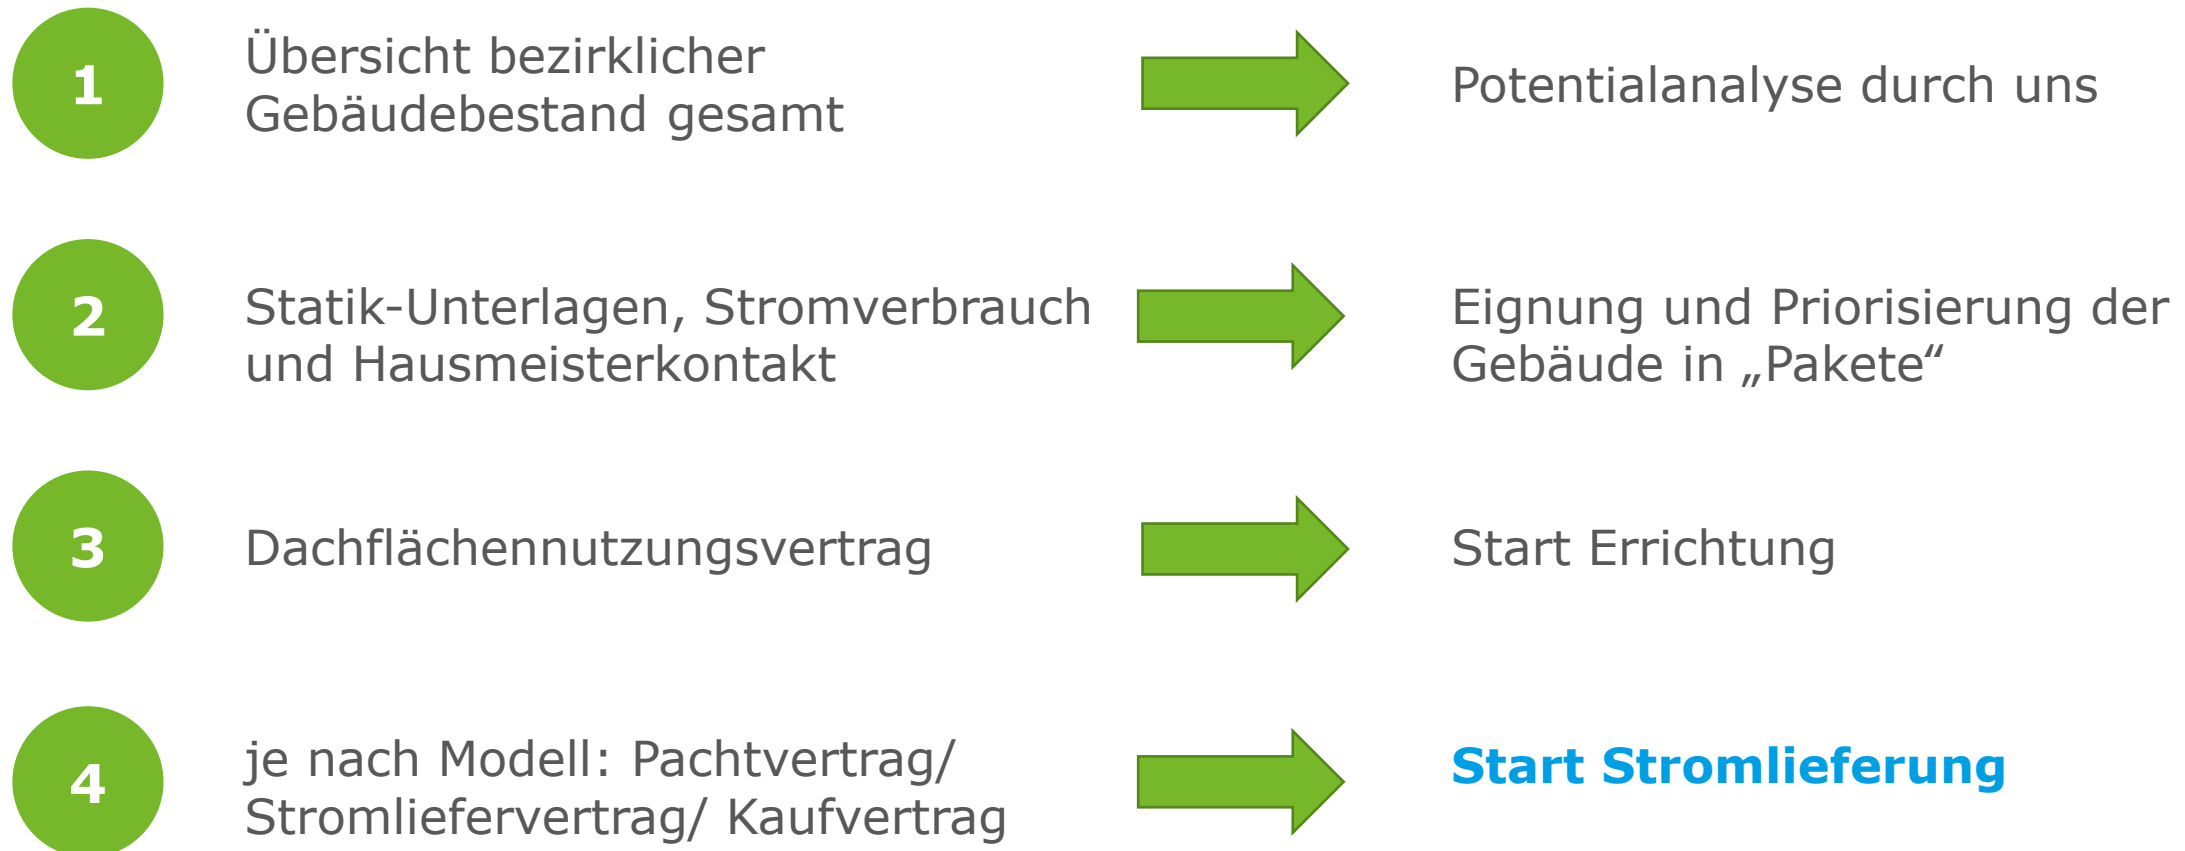 1
Übersicht bezirklicher
Gebäudebestand gesamt
Potentialanalyse durch uns
2
Statik-Unterlagen, Stromverbrauch
und Hausmeisterkontakt
Eignung und Priorisierung der
Gebäude in „Pakete“
3
Dachflächennutzungsvertrag
Start Errichtung
4
je nach Modell: Pachtvertrag/
Stromliefervertrag/ Kaufvertrag
Start Stromlieferung